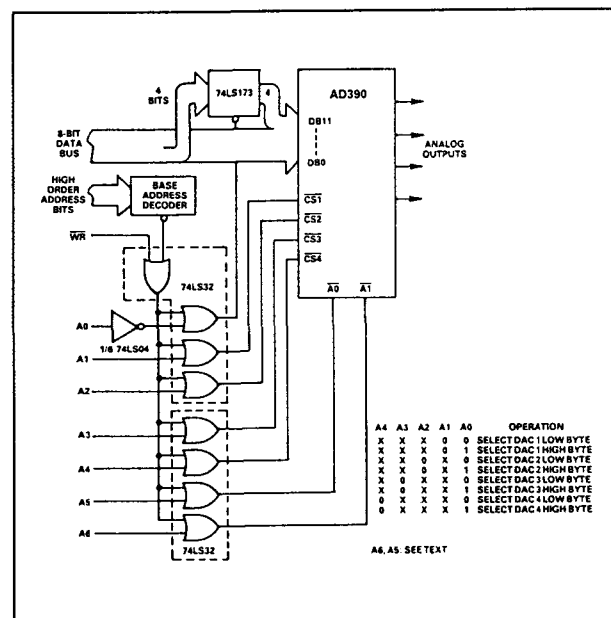 4
BITS
74LS173
4
AD390
DB11
DB0
8-BIT
DATA
BUS
ANALOG
OUTPUTS
HIGH
ORDER
ADDRESS
BITS
BASE
ADDRESS
DECODER
CS1
CS2
CS3
CS4
WR
A0 A1
74LS32
A0
1/6 74LS04
A1
A2
A3
A4
A5
A6
74LS32
A4 A3 A2 A1 A0 OPERATION
X X X 0 0 SELECT DAC 1 LOW BYTE
X X X 0 1 SELECT DAC 1 HIGH BYTE
X X 0 X 0 SELECT DAC 2 LOW BYTE
X X 0 X 1 SELECT DAC 2 HIGH BYTE
X 0 X X 0 SELECT DAC 3 LOW BYTE
X 0 X X 1 SELECT DAC 3 HIGH BYTE
0 X X X 0 SELECT DAC 4 LOW BYTE
0 X X X 1 SELECT DAC 4 HIGH BYTE
A6, A5: SEE TEXT